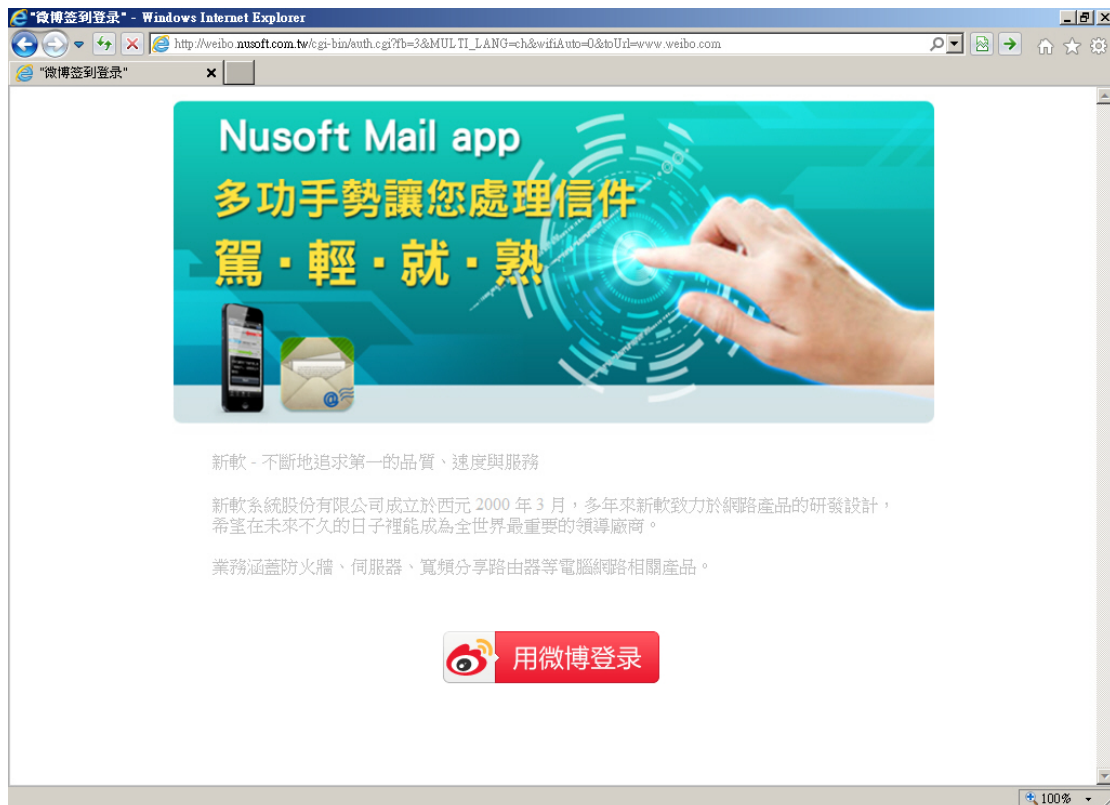 "微博签到登录" - Windows Internet Explorer
http://weibo.nusoft.com.tw/cgi-bin/auth.cgi?fb=3&MULTI_LANG=ch&wifiAuto=0&toUrl=www.weibo.com
"微博签到登录"
Nusoft Mail app
多功手勢讓您處理信件
駕·輕·就·熟
新軟 - 不斷地追求第一的品質、速度與服務
新軟系統股份有限公司成立於西元 2000 年 3 月，多年來新軟致力於網路產品的研發設計，
希望在未來不久的日子裡能成為全世界最重要的領導廠商。
業務涵蓋防火牆、伺服器、寬頻分享路由器等電腦網路相關產品。
用微博登录
100%